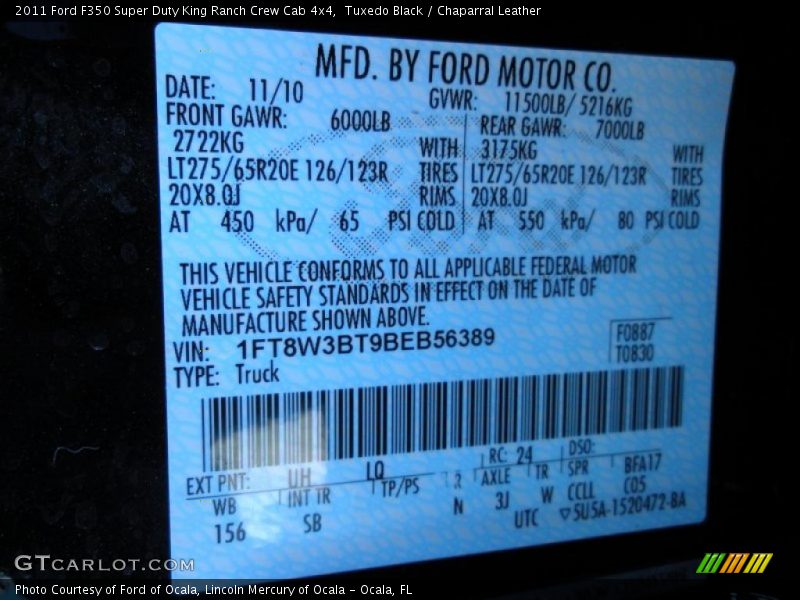 2011 Ford F350 Super Duty King Ranch Crew Cab 4x4,  Tuxedo Black / Chaparral Leather
MFD. BY FORD MOTOR CO.
DATE: 11/10 GVWR: 11500LB/ 5216KG
FRONT GAWR: 6000LB REAR GAWR: 7000LB
2722KG WITH 3175KG WITH
LT275/65R20E 126/123R TIRES LT275/65R20E 126/123R TIRES
20X8.0J RIMS 20X8.0J RIMS
AT 450 kPa/ 65 PSI COLD AT 550 kPa/ 80 PSI COLD
THIS VEHICLE CONFORMS TO ALL APPLICABLE FEDERAL MOTOR
VEHICLE SAFETY STANDARDS IN EFFECT ON THE DATE OF
MANUFACTURE SHOWN ABOVE.
VIN: 1FT8W3BT9BEB56389 F0887
TYPE: Truck T0830
EXT PNT: UH LQ RC: 24 DSO:
WB INT TR TP/PS R AXLE TR SPR BFA17
156 SB N 3J W CCLL C05
UTC ▽5U5A-1520472-BA
GTCARLOT.COM
Photo Courtesy of Ford of Ocala, Lincoln Mercury of Ocala - Ocala, FL